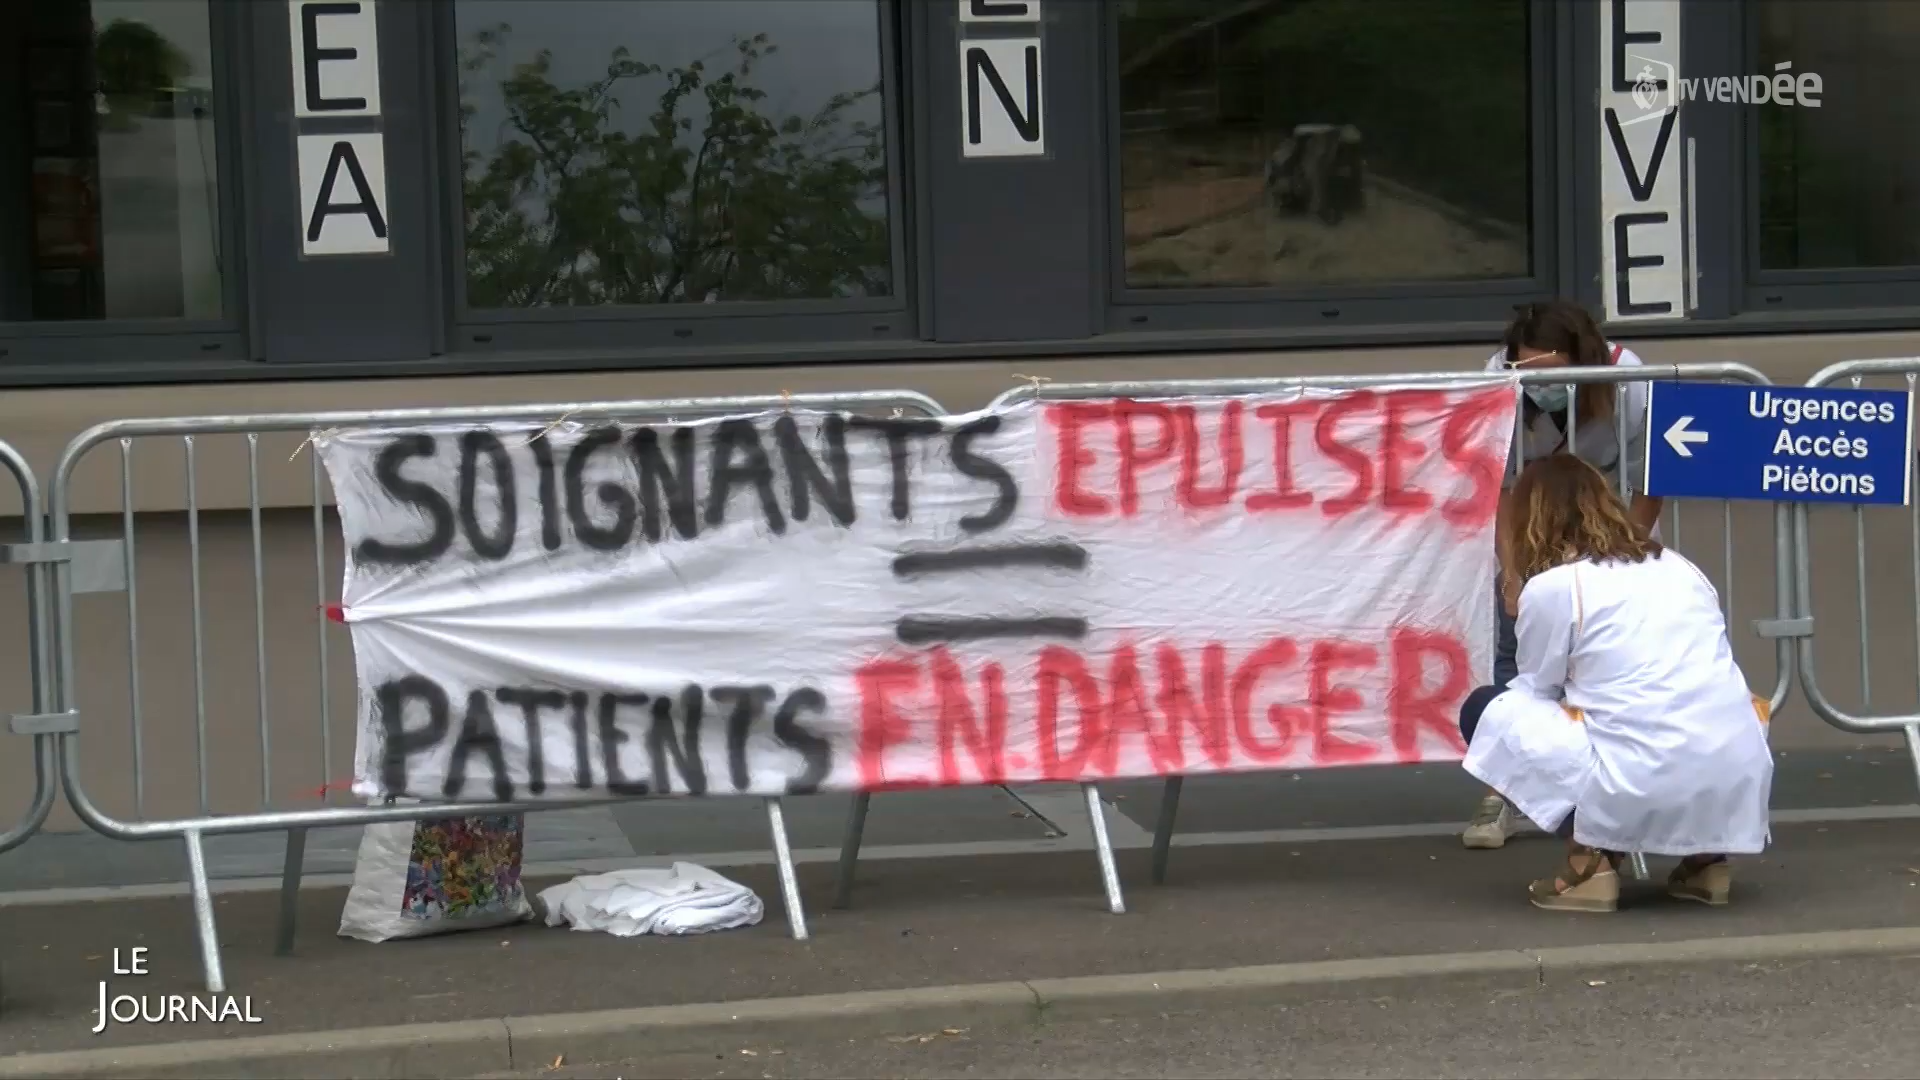 E
A
N
E
V
E
TV VENDÉE
SOIGNANTS EPUISES
=
PATIENTS EN.DANGER
Urgences
Accès
Piétons
LE
JOURNAL